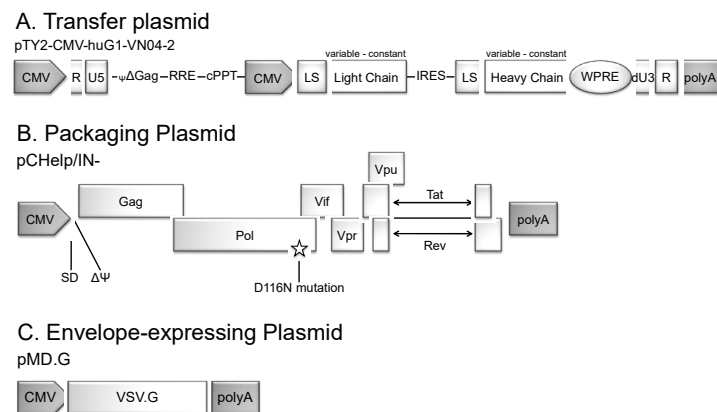 A. Transfer plasmid
pTY2-CMV-huG1-VN04-2
variable - constant variable - constant
CMV R U5 -ψΔGag-RRE-cPPT- CMV LS Light Chain -IRES- LS Heavy Chain WPRE dU3 R polyA
B. Packaging Plasmid
pCHelp/IN-
Vpu
Gag Vif Tat
CMV polyA
Pol Vpr Rev
SD ΔΨ
D116N mutation
C. Envelope-expressing Plasmid
pMD.G
CMV VSV.G polyA